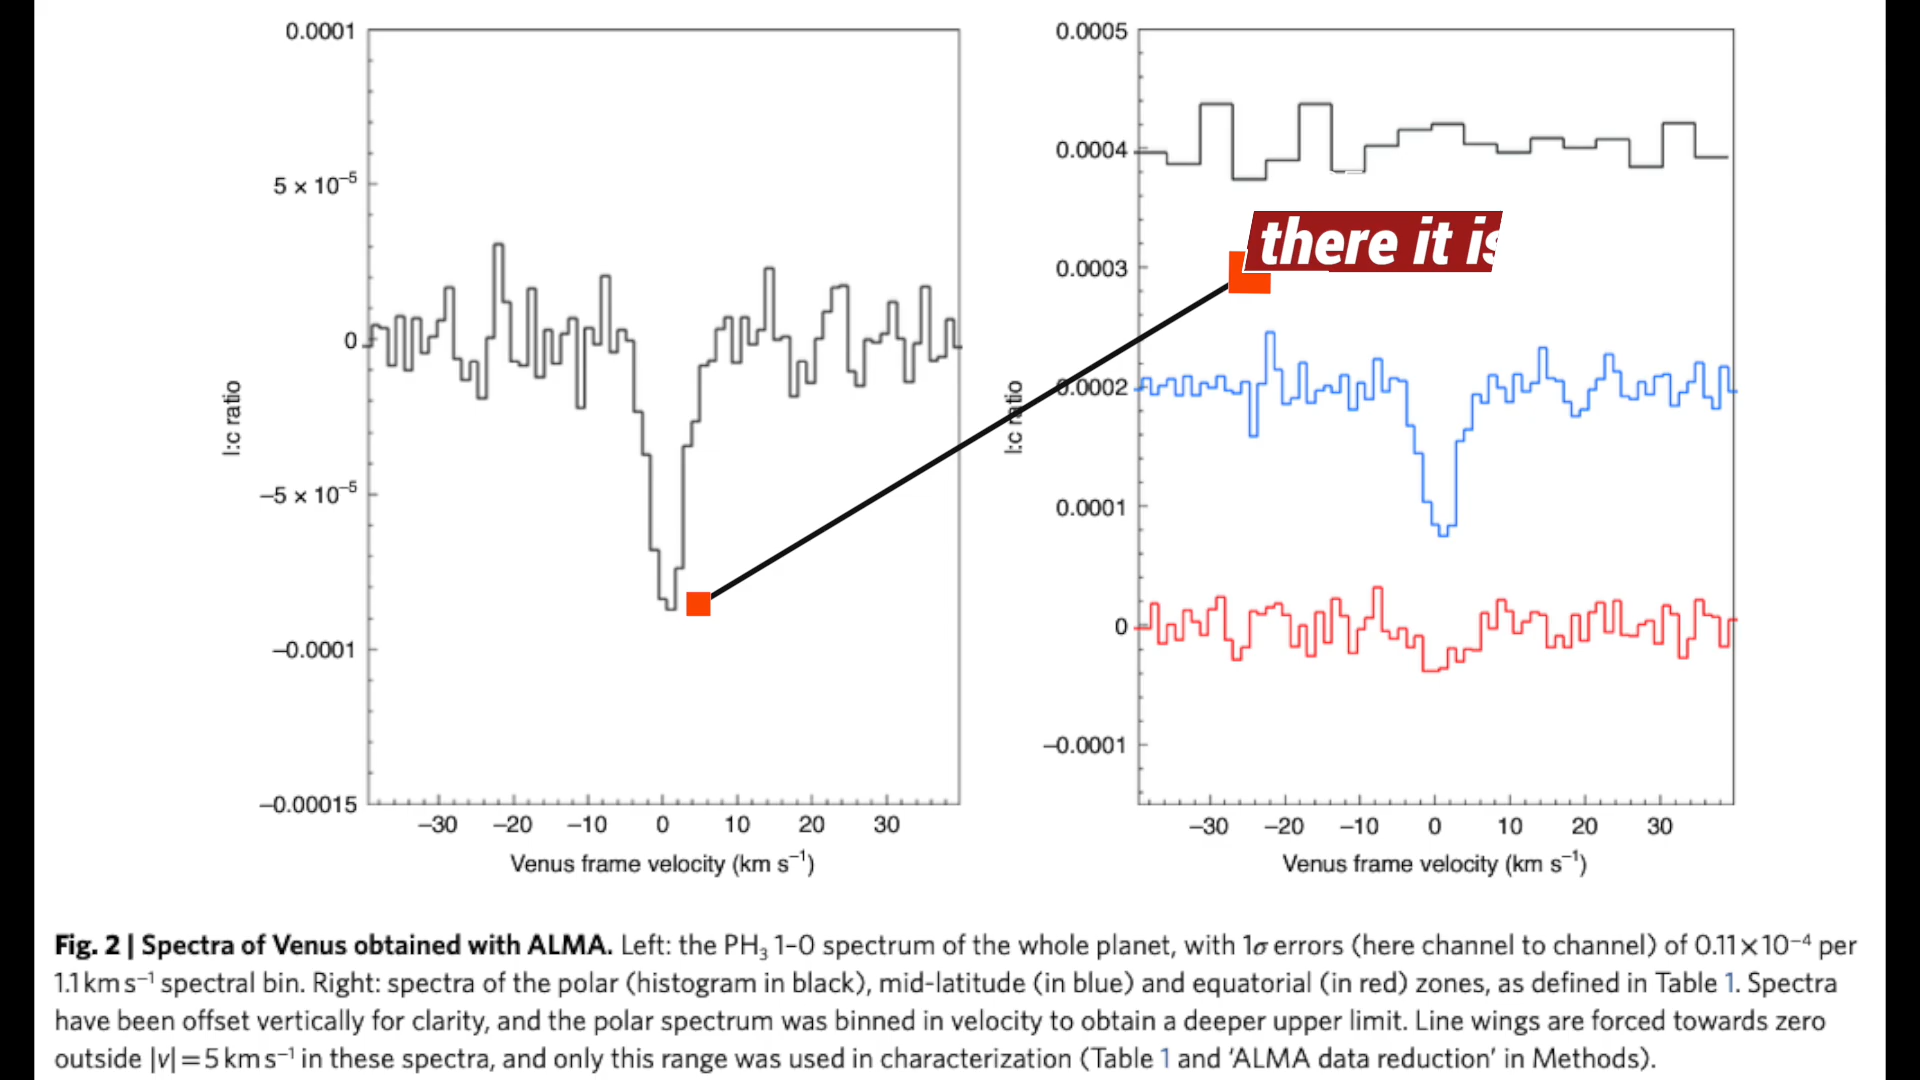 0.0001
5 × 10⁻⁵
0
−5 × 10⁻⁵
−0.0001
−0.00015
l:c ratio
−30 −20 −10 0 10 20 30
Venus frame velocity (km s⁻¹)
0.0005
0.0004
there it is
0.0003
0.0002
0.0001
0
−0.0001
l:c ratio
−30 −20 −10 0 10 20 30
Venus frame velocity (km s⁻¹)
Fig. 2 | Spectra of Venus obtained with ALMA. Left: the PH₃ 1–0 spectrum of the whole planet, with 1σ errors (here channel to channel) of 0.11×10⁻⁴ per
1.1 km s⁻¹ spectral bin. Right: spectra of the polar (histogram in black), mid-latitude (in blue) and equatorial (in red) zones, as defined in Table 1. Spectra
have been offset vertically for clarity, and the polar spectrum was binned in velocity to obtain a deeper upper limit. Line wings are forced towards zero
outside |v| = 5 km s⁻¹ in these spectra, and only this range was used in characterization (Table 1 and ‘ALMA data reduction’ in Methods).